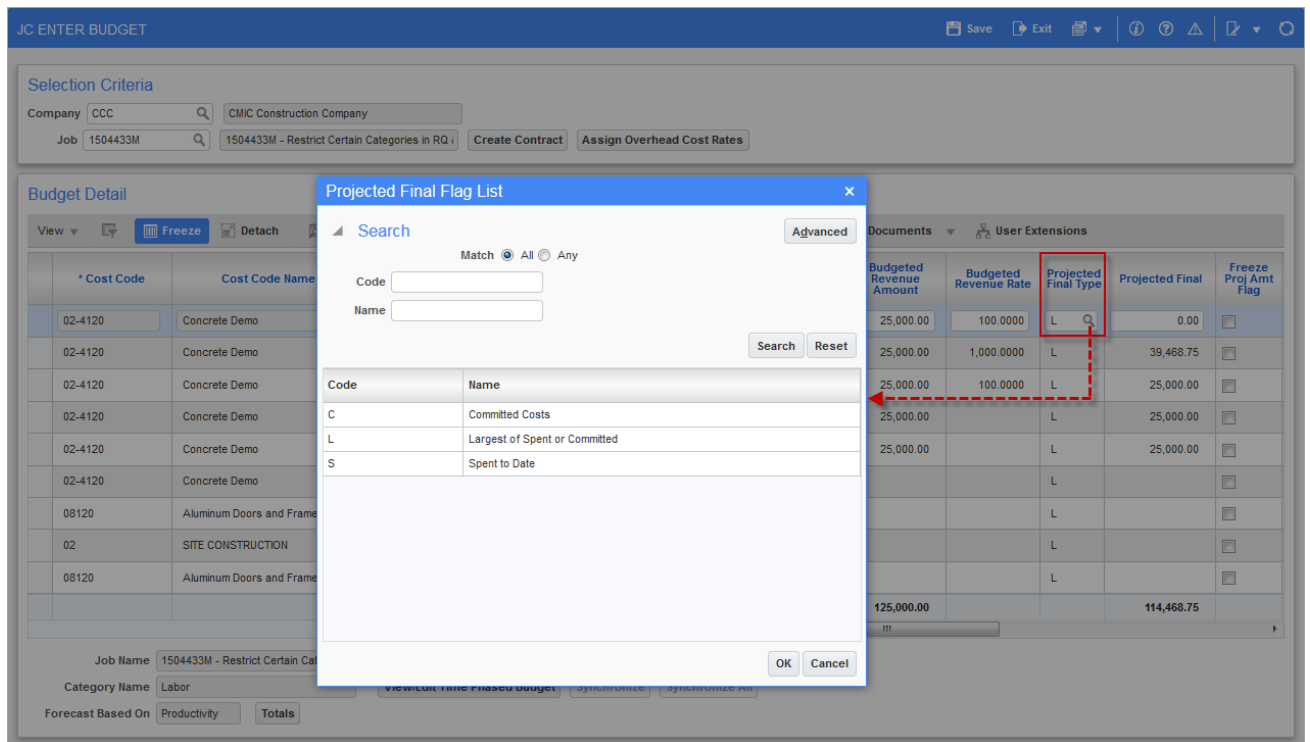 JC ENTER BUDGET Save Exit
Selection Criteria
Company CCC CMiC Construction Company
Job 1504433M 1504433M - Restrict Certain Categories in RQ Create Contract Assign Overhead Cost Rates
Budget Detail
View Freeze Detach Documents User Extensions
* Cost Code Cost Code Name Budgeted Revenue Amount Budgeted Revenue Rate Projected Final Type Projected Final Freeze Proj Amt Flag
02-4120 Concrete Demo 25,000.00 100.0000 L 0.00
02-4120 Concrete Demo 25,000.00 1,000.0000 L 39,468.75
02-4120 Concrete Demo 25,000.00 100.0000 L 25,000.00
02-4120 Concrete Demo 25,000.00 L 25,000.00
02-4120 Concrete Demo 25,000.00 L 25,000.00
02-4120 Concrete Demo L
08120 Aluminum Doors and Frame L
02 SITE CONSTRUCTION L
08120 Aluminum Doors and Frame L
125,000.00 114,468.75
Projected Final Flag List
Search Advanced
Match All Any
Code
Name
Search Reset
Code Name
C Committed Costs
L Largest of Spent or Committed
S Spent to Date
OK Cancel
Job Name 1504433M - Restrict Certain Cat
Category Name Labor View/Edit Time Phased Budget Synchronize Synchronize All
Forecast Based On Productivity Totals